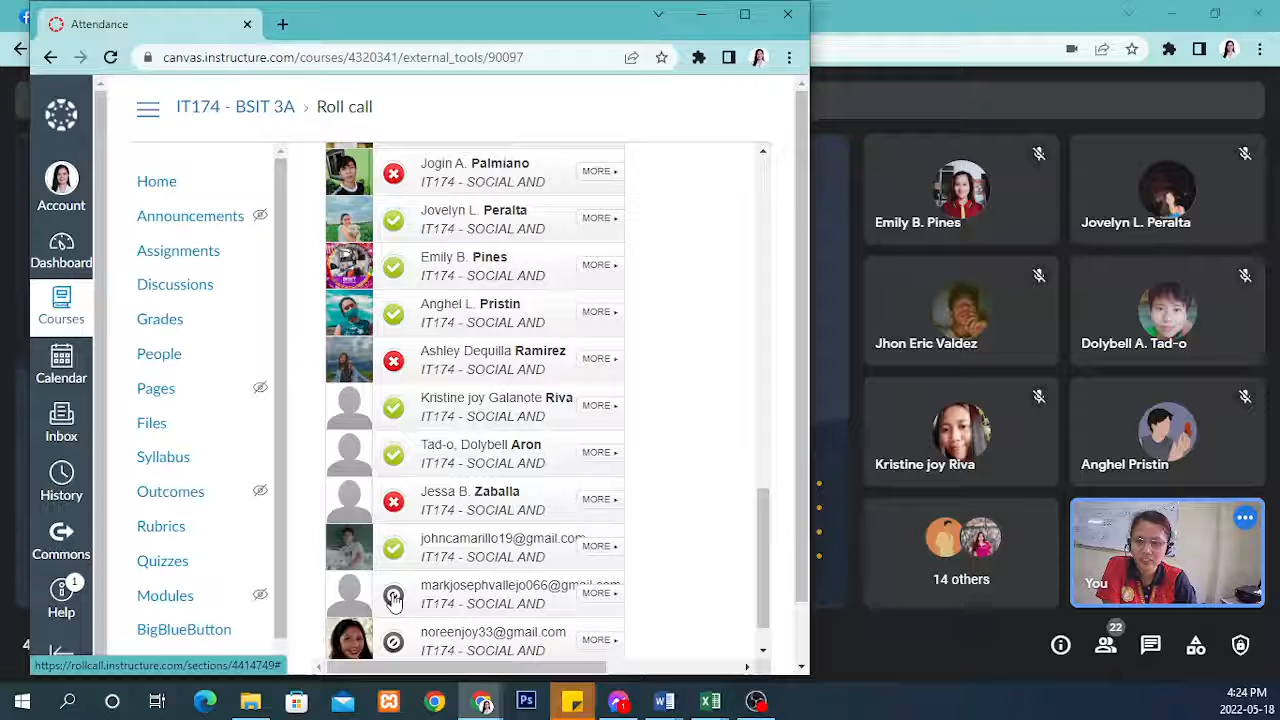 Attendance
canvas.instructure.com/courses/4320341/external_tools/90097
IT174 - BSIT 3A › Roll call
Account
Dashboard
Courses
Calendar
Inbox
History
Commons
1
Help
Home
Announcements
Assignments
Discussions
Grades
People
Pages
Files
Syllabus
Outcomes
Rubrics
Quizzes
Modules
BigBlueButton
Jogin A. Palmiano
IT174 - SOCIAL AND
MORE
Jovelyn L. Peralta
IT174 - SOCIAL AND
MORE
Emily B. Pines
IT174 - SOCIAL AND
MORE
Anghel L. Pristin
IT174 - SOCIAL AND
MORE
Ashley Dequilla Ramirez
IT174 - SOCIAL AND
MORE
Kristine joy Galanote Riva
IT174 - SOCIAL AND
MORE
Tad-o, Dolybell Aron
IT174 - SOCIAL AND
MORE
Jessa B. Zaballa
IT174 - SOCIAL AND
MORE
johncamarillo19@gmail.com
IT174 - SOCIAL AND
MORE
markjosephvallejo066@gmail.com
IT174 - SOCIAL AND
MORE
noreenjoy33@gmail.com
IT174 - SOCIAL AND
MORE
https://rollcall.instructure.com/sections/4414749#
Emily B. Pines
Jovelyn L. Peralta
Jhon Eric Valdez
Dolybell A. Tad-o
Kristine joy Riva
Anghel Pristin
14 others
You
22
1
4:24 PM
2022-05-18